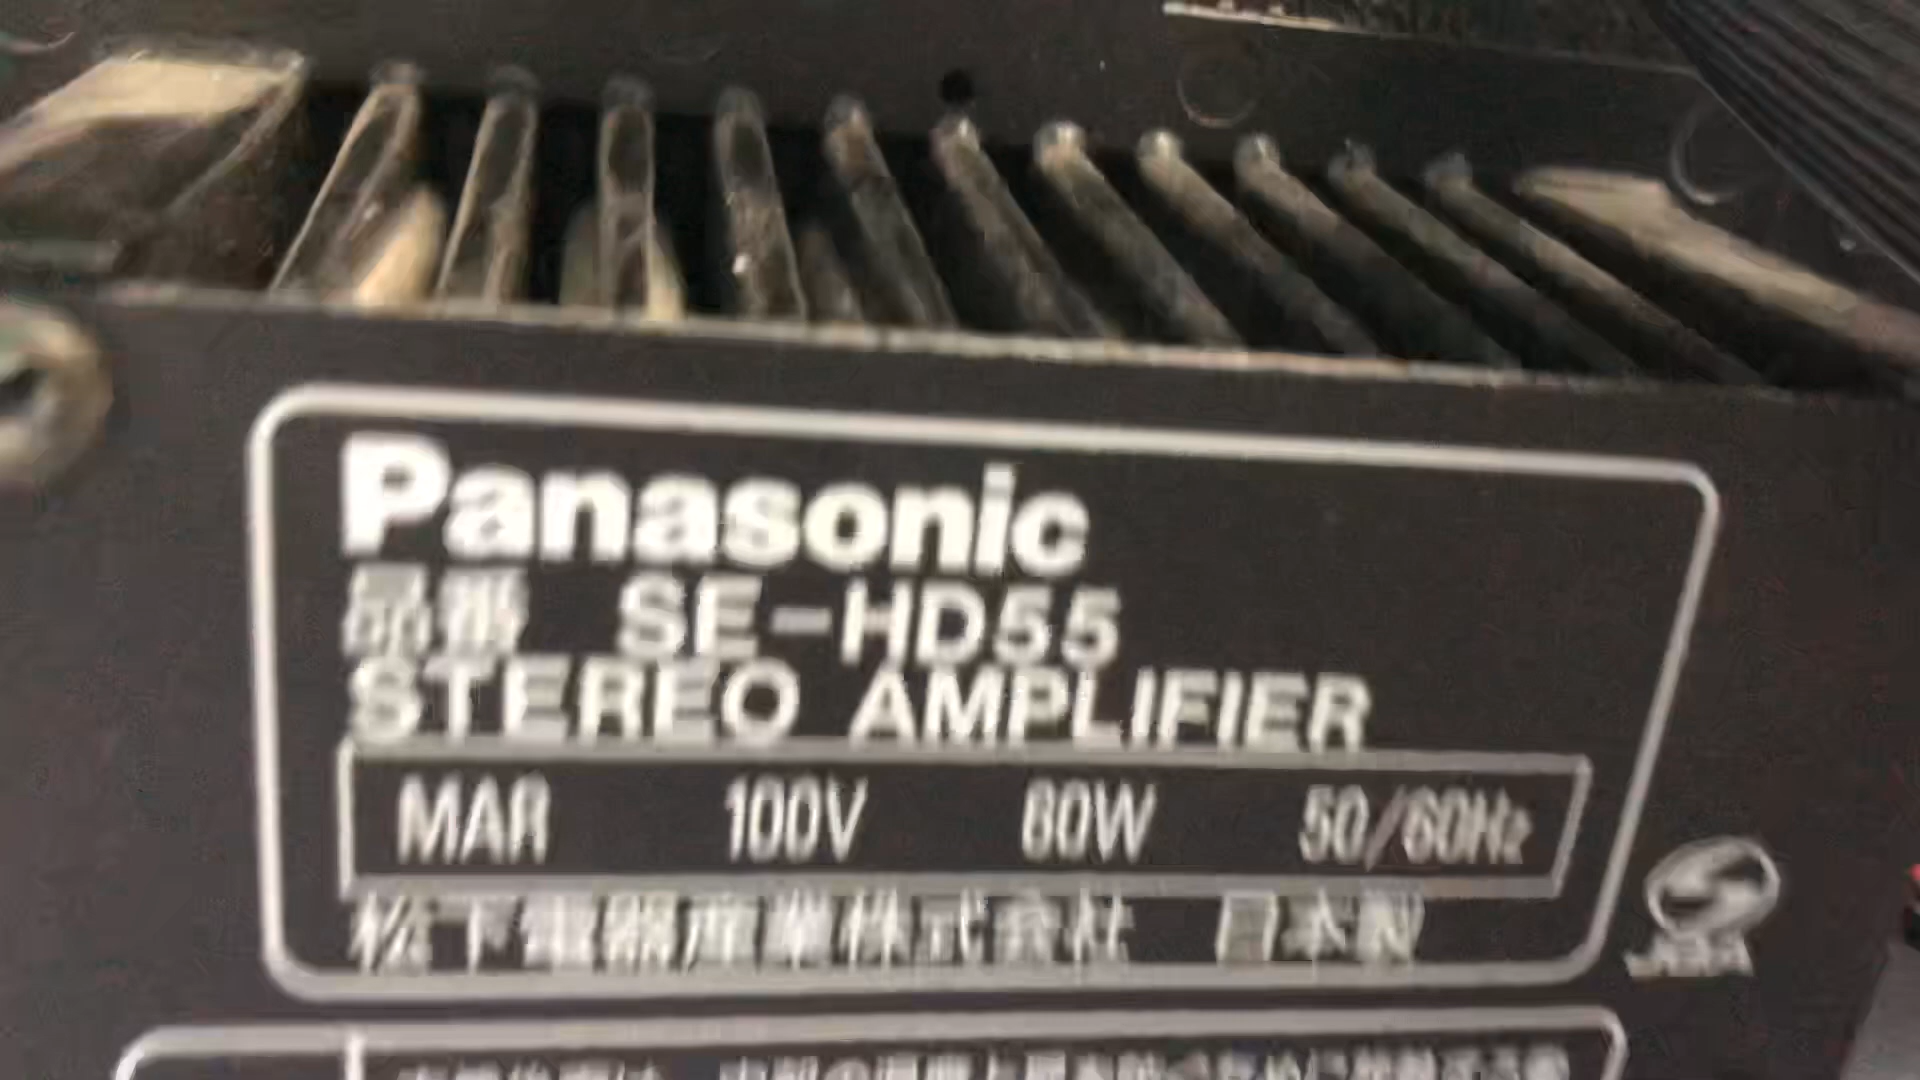 Panasonic
品番 SE-HD55
STEREO AMPLIFIER
MAR 100V 60W 50/60Hz
松下電器産業株式会社 日本製